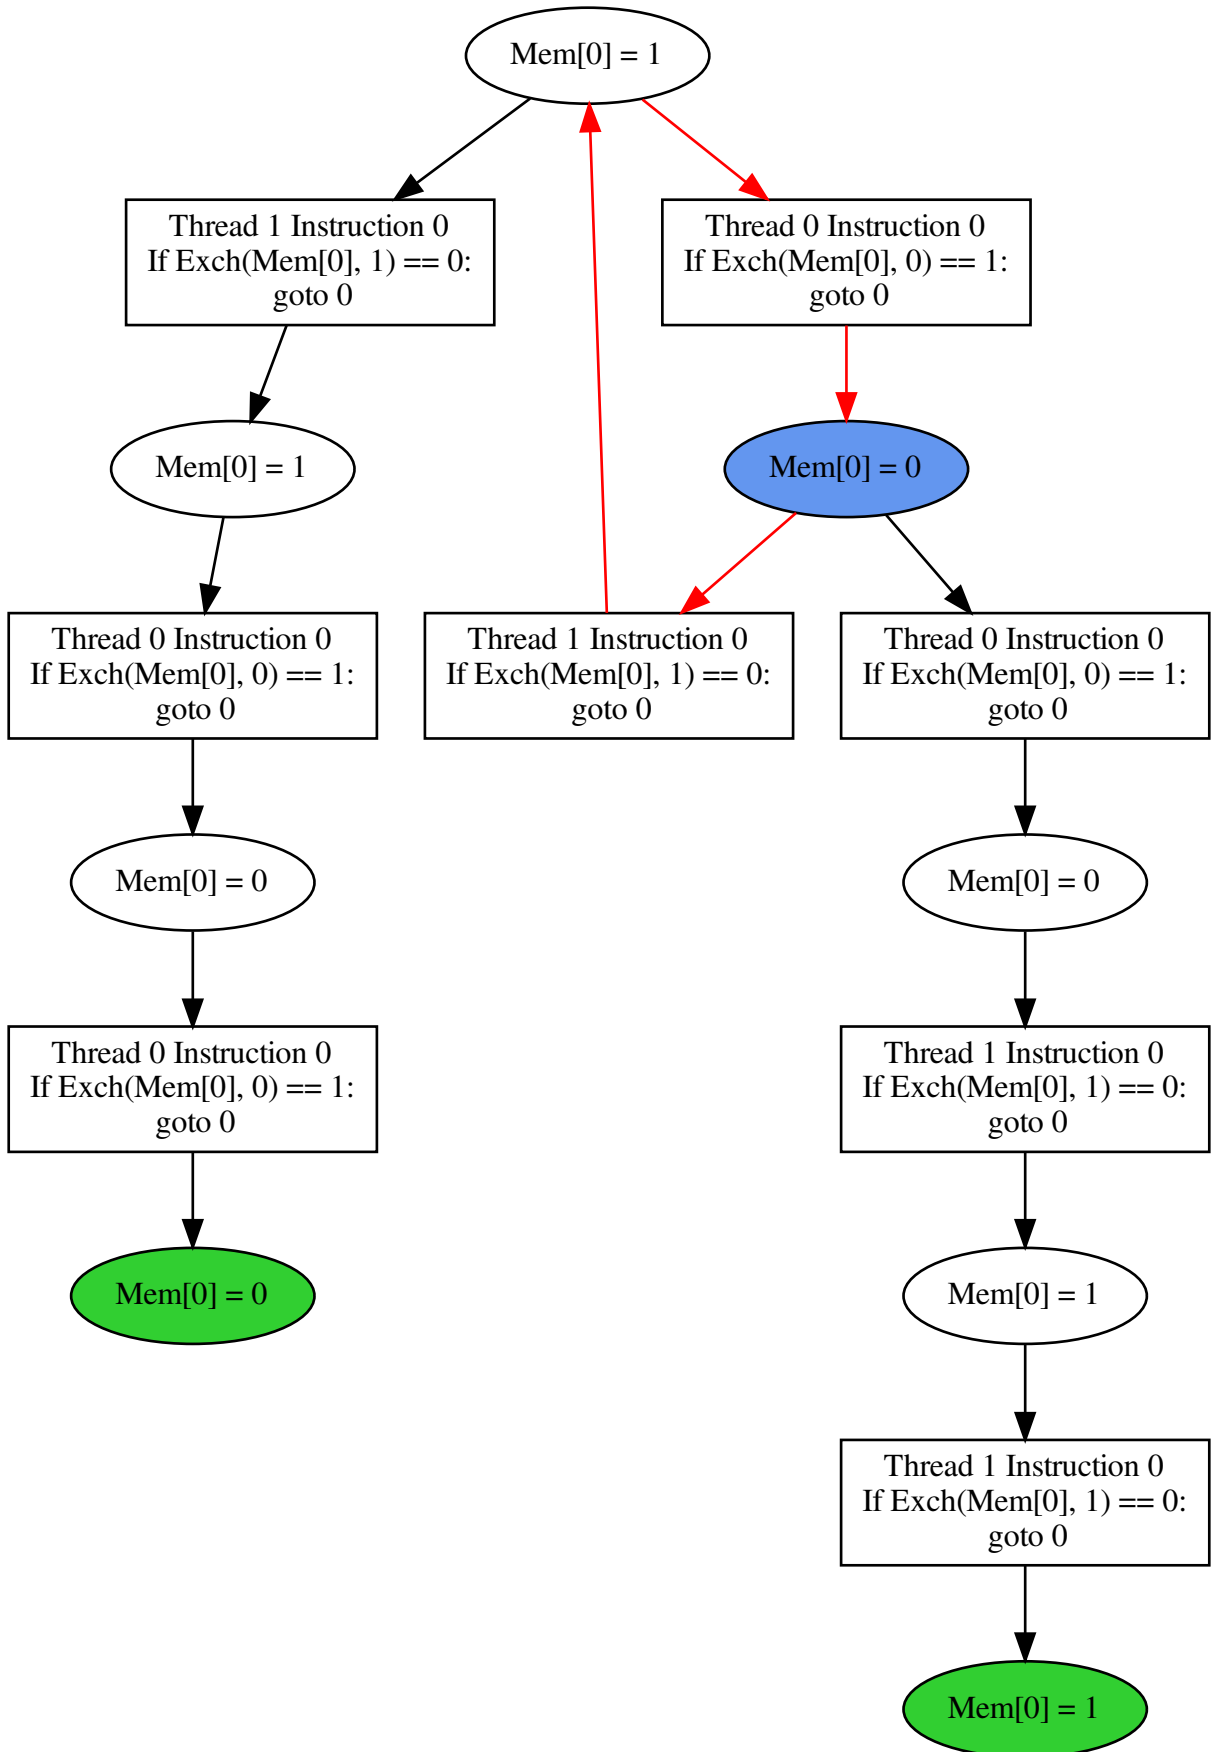 Mem[0] = 1
Thread 1 Instruction 0
If Exch(Mem[0], 1) == 0:
goto 0
Thread 0 Instruction 0
If Exch(Mem[0], 0) == 1:
goto 0
Mem[0] = 1
Mem[0] = 0
Thread 0 Instruction 0
If Exch(Mem[0], 0) == 1:
goto 0
Thread 1 Instruction 0
If Exch(Mem[0], 1) == 0:
goto 0
Thread 0 Instruction 0
If Exch(Mem[0], 0) == 1:
goto 0
Mem[0] = 0
Mem[0] = 0
Thread 0 Instruction 0
If Exch(Mem[0], 0) == 1:
goto 0
Thread 1 Instruction 0
If Exch(Mem[0], 1) == 0:
goto 0
Mem[0] = 0
Mem[0] = 1
Thread 1 Instruction 0
If Exch(Mem[0], 1) == 0:
goto 0
Mem[0] = 1